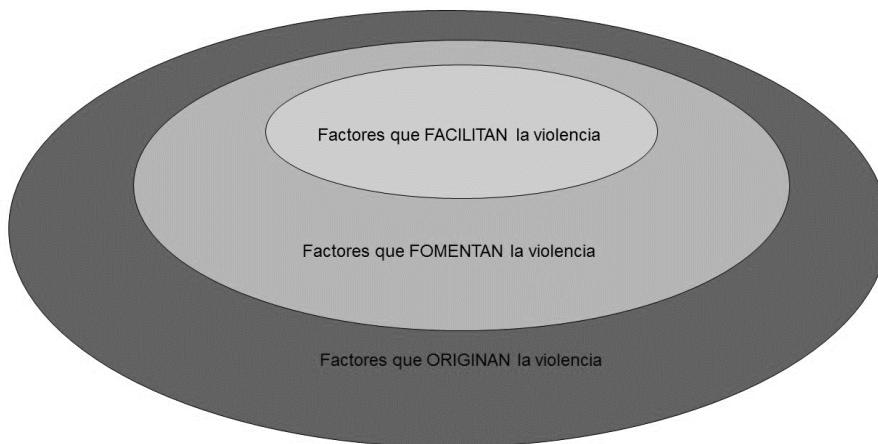 Factores que FACILITAN la violencia
Factores que FOMENTAN la violencia
Factores que ORIGINAN la violencia